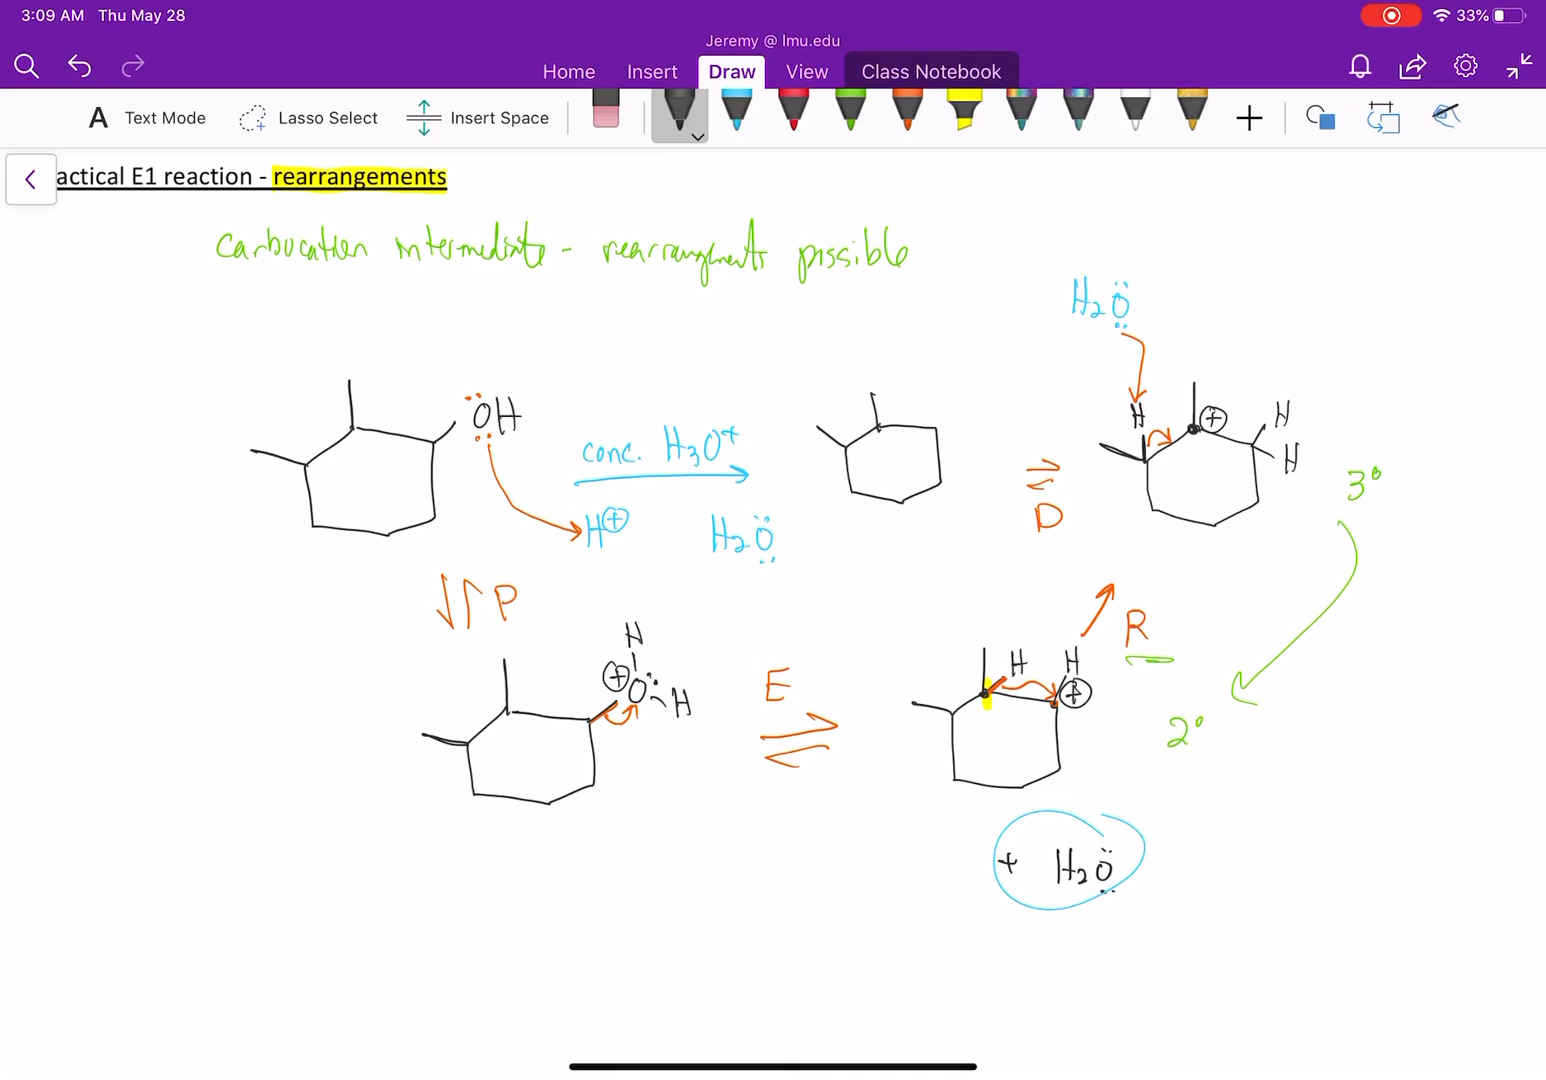 3:09 AM Thu May 28
33%
Jeremy @ lmu.edu
Home Insert Draw View Class Notebook
A Text Mode Lasso Select Insert Space
actical E1 reaction - rearrangements
carbocation intermediate - rearrangments possible
H₂O
OH
conc. H₃O⁺
H⊕ H₂O
H ⊕ H
H
3°
D
P
R
H
⊕ O H
E
H H
⊕
2°
+ H₂O